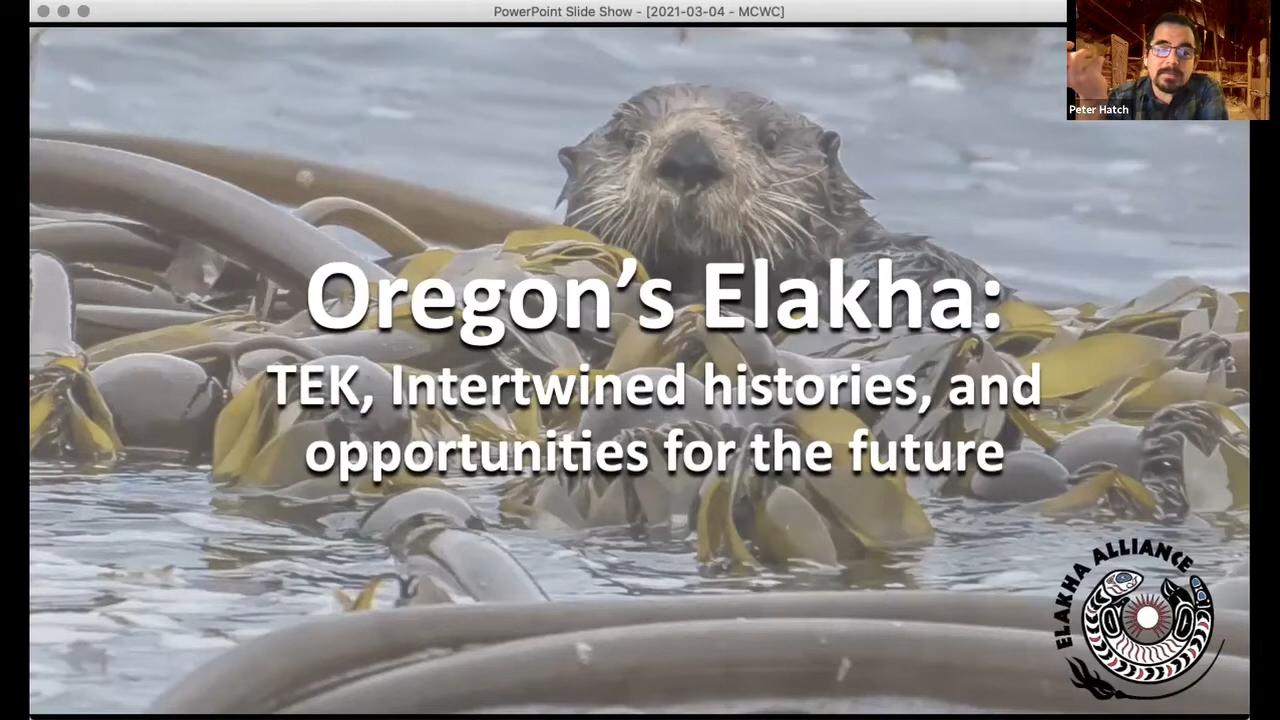 PowerPoint Slide Show - [2021-03-04 - MCWC]
Peter Hatch
Oregon's Elakha:
TEK, Intertwined histories, and
opportunities for the future
ELAKHA ALLIANCE